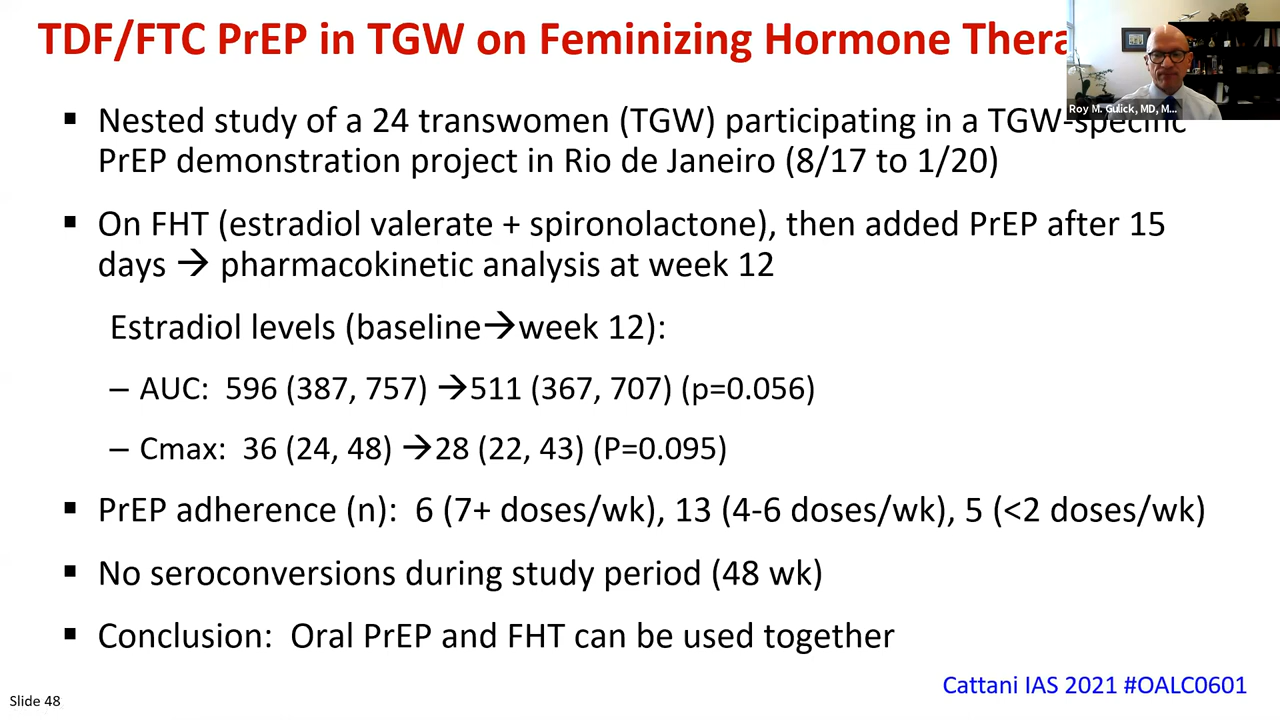 TDF/FTC PrEP in TGW on Feminizing Hormone
Roy M. Gulick, MD, M...
▪ Nested study of a 24 transwomen (TGW) participating in a TGW-specific
PrEP demonstration project in Rio de Janeiro (8/17 to 1/20)
▪ On FHT (estradiol valerate + spironolactone), then added PrEP after 15
days → pharmacokinetic analysis at week 12
Estradiol levels (baseline→week 12):
– AUC: 596 (387, 757) →511 (367, 707) (p=0.056)
– Cmax: 36 (24, 48) →28 (22, 43) (P=0.095)
▪ PrEP adherence (n): 6 (7+ doses/wk), 13 (4-6 doses/wk), 5 (<2 doses/wk)
▪ No seroconversions during study period (48 wk)
▪ Conclusion: Oral PrEP and FHT can be used together
Cattani IAS 2021 #OALC0601
Slide 48